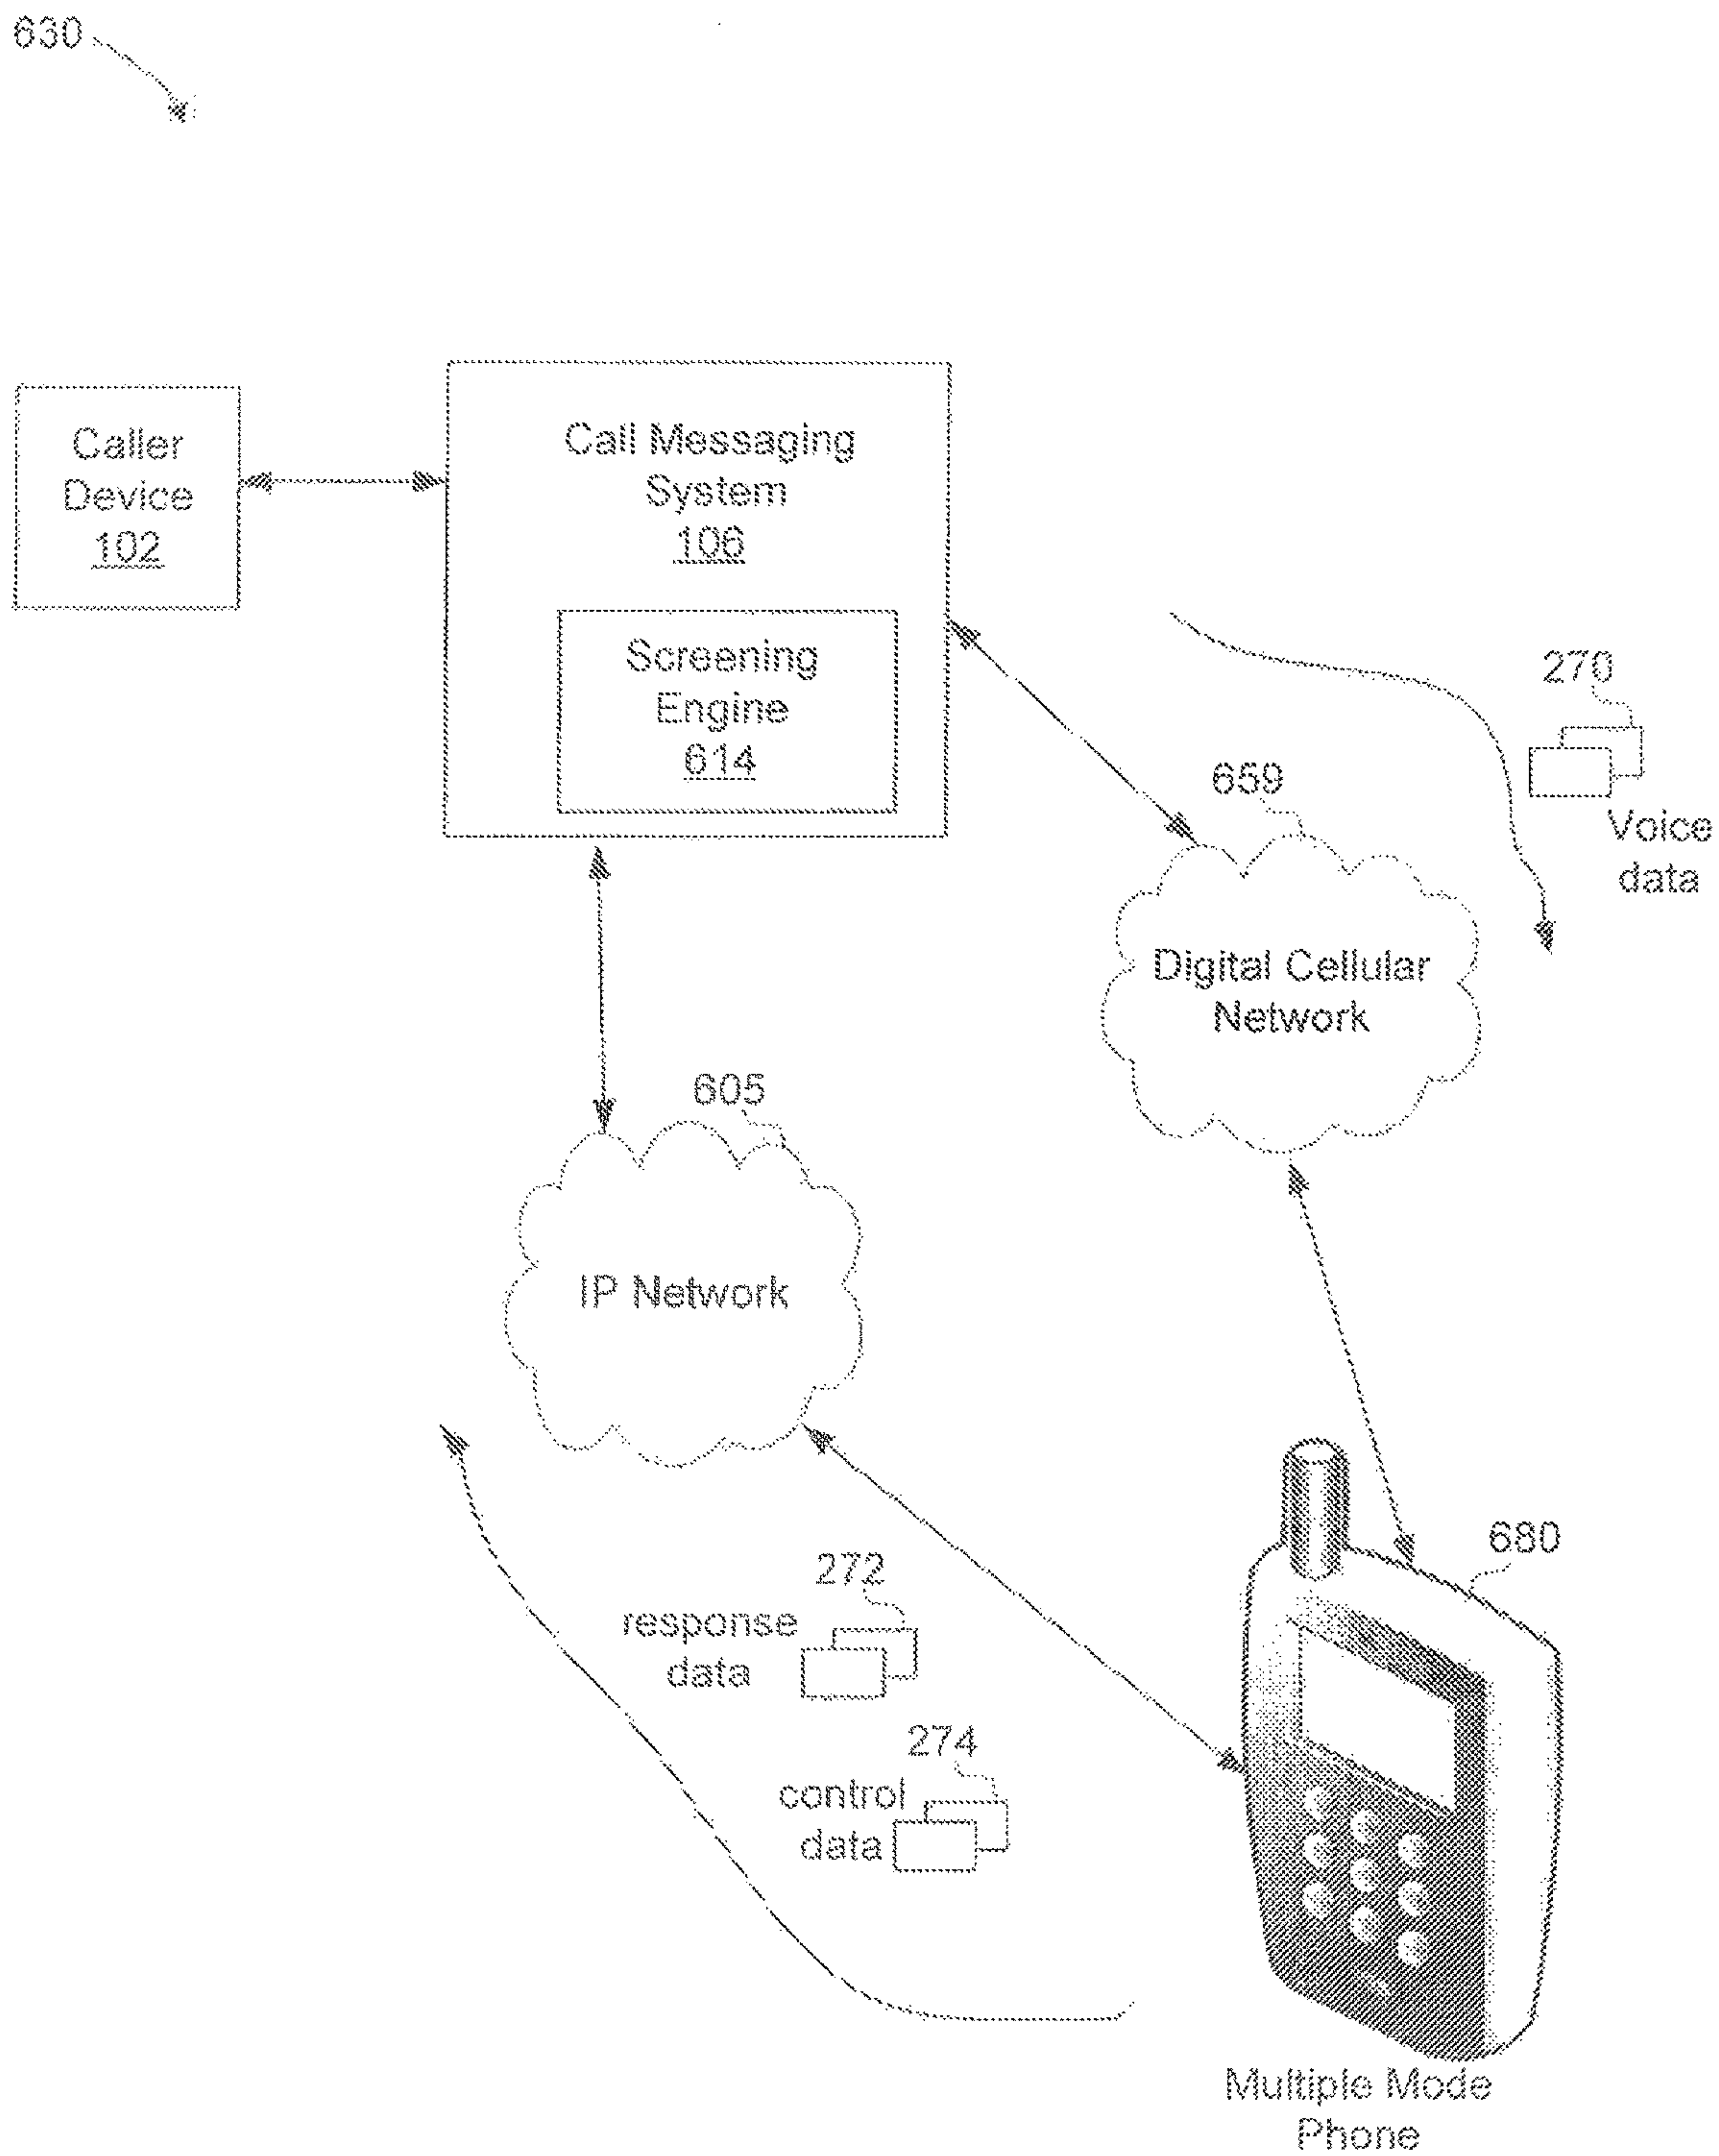 630
Caller
Device
102
Call Messaging
System
106
Screening
Engine
614
270
Voice
data
659
Digital Cellular
Network
605
IP Network
272
response
data
274
control
data
680
Multiple Mode
Phone